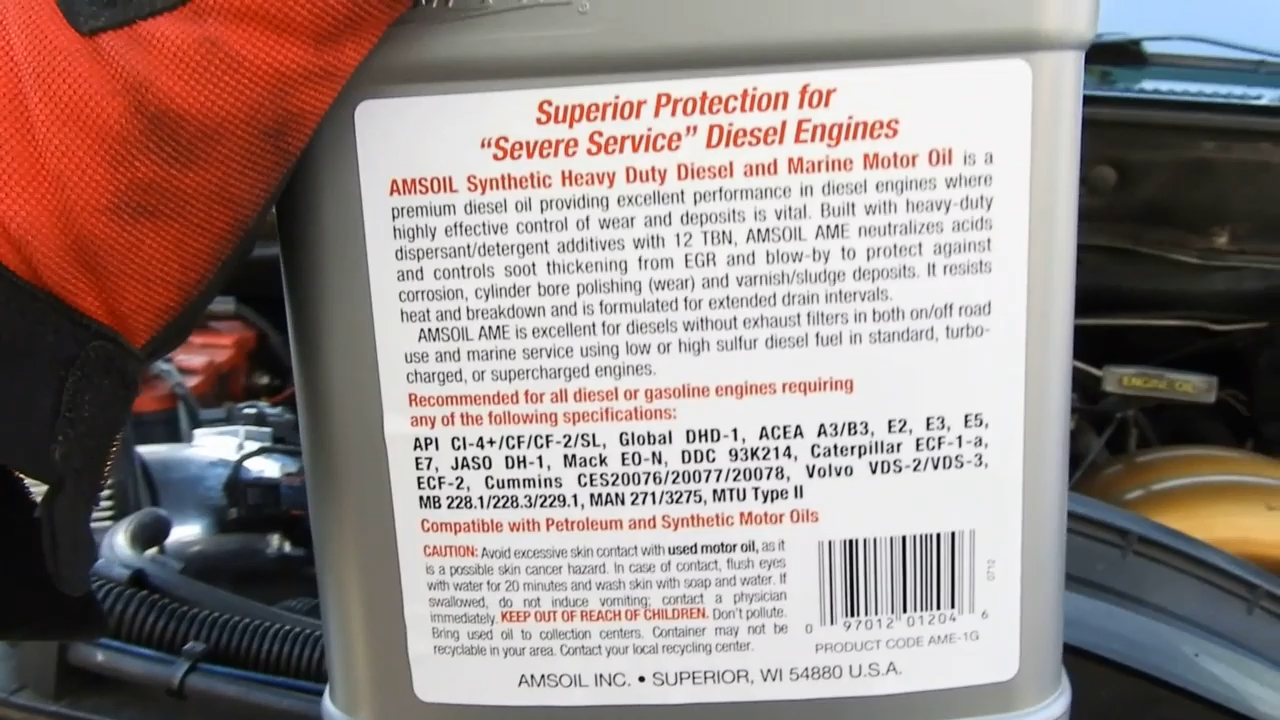 Superior Protection for
“Severe Service” Diesel Engines
AMSOIL Synthetic Heavy Duty Diesel and Marine Motor Oil is a
premium diesel oil providing excellent performance in diesel engines where
highly effective control of wear and deposits is vital. Built with heavy-duty
dispersant/detergent additives with 12 TBN, AMSOIL AME neutralizes acids
and controls soot thickening from EGR and blow-by to protect against
corrosion, cylinder bore polishing (wear) and varnish/sludge deposits. It resists
heat and breakdown and is formulated for extended drain intervals.
AMSOIL AME is excellent for diesels without exhaust filters in both on/off road
use and marine service using low or high sulfur diesel fuel in standard, turbo-
charged, or supercharged engines.
Recommended for all diesel or gasoline engines requiring
any of the following specifications:
API CI-4+/CF/CF-2/SL, Global DHD-1, ACEA A3/B3, E2, E3, E5,
E7, JASO DH-1, Mack EO-N, DDC 93K214, Caterpillar ECF-1-a,
ECF-2, Cummins CES20076/20077/20078, Volvo VDS-2/VDS-3,
MB 228.1/228.3/229.1, MAN 271/3275, MTU Type II
Compatible with Petroleum and Synthetic Motor Oils
CAUTION: Avoid excessive skin contact with used motor oil, as it
is a possible skin cancer hazard. In case of contact, flush eyes
with water for 20 minutes and wash skin with soap and water. If
swallowed, do not induce vomiting; contact a physician
immediately. KEEP OUT OF REACH OF CHILDREN. Don't pollute.
Bring used oil to collection centers. Container may not be
recyclable in your area. Contact your local recycling center.
0 97012 01204 6
0712
PRODUCT CODE AME-1G
AMSOIL INC. • SUPERIOR, WI 54880 U.S.A.
ENGINE OIL